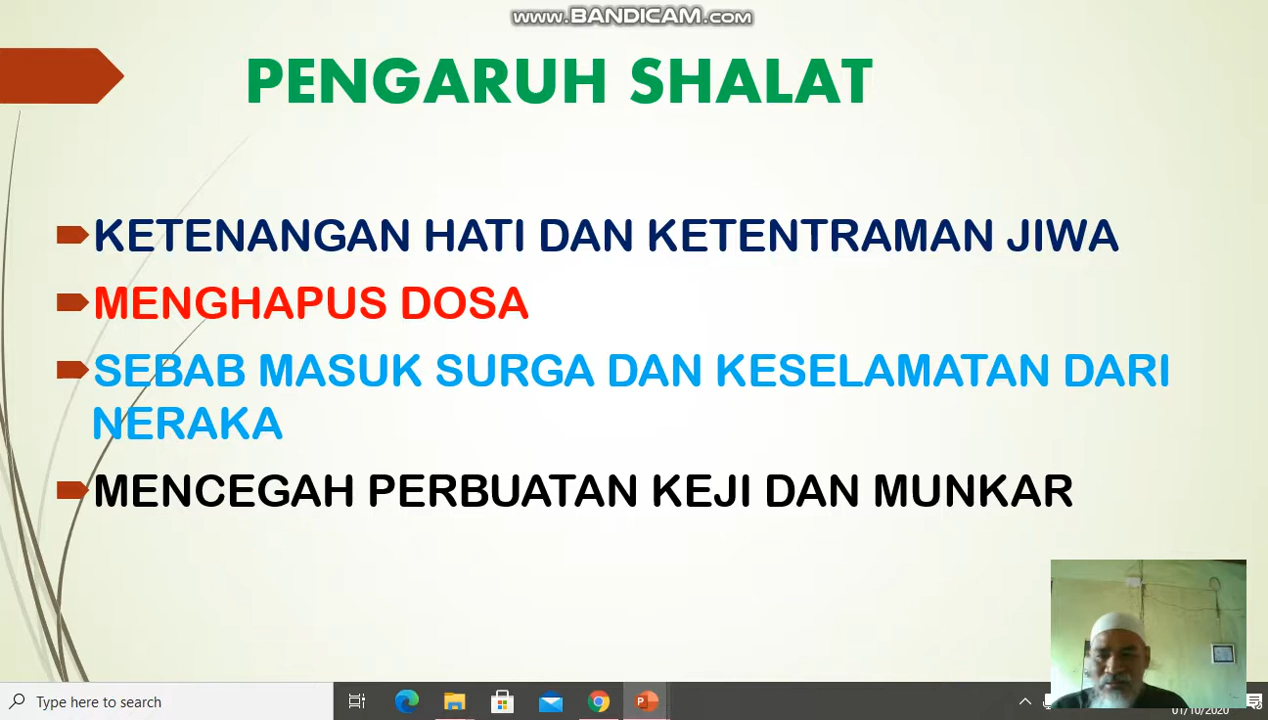 www.BANDICAM.com
PENGARUH SHALAT
KETENANGAN HATI DAN KETENTRAMAN JIWA
MENGHAPUS DOSA
SEBAB MASUK SURGA DAN KESELAMATAN DARI
NERAKA
MENCEGAH PERBUATAN KEJI DAN MUNKAR
Type here to search
01/10/2020